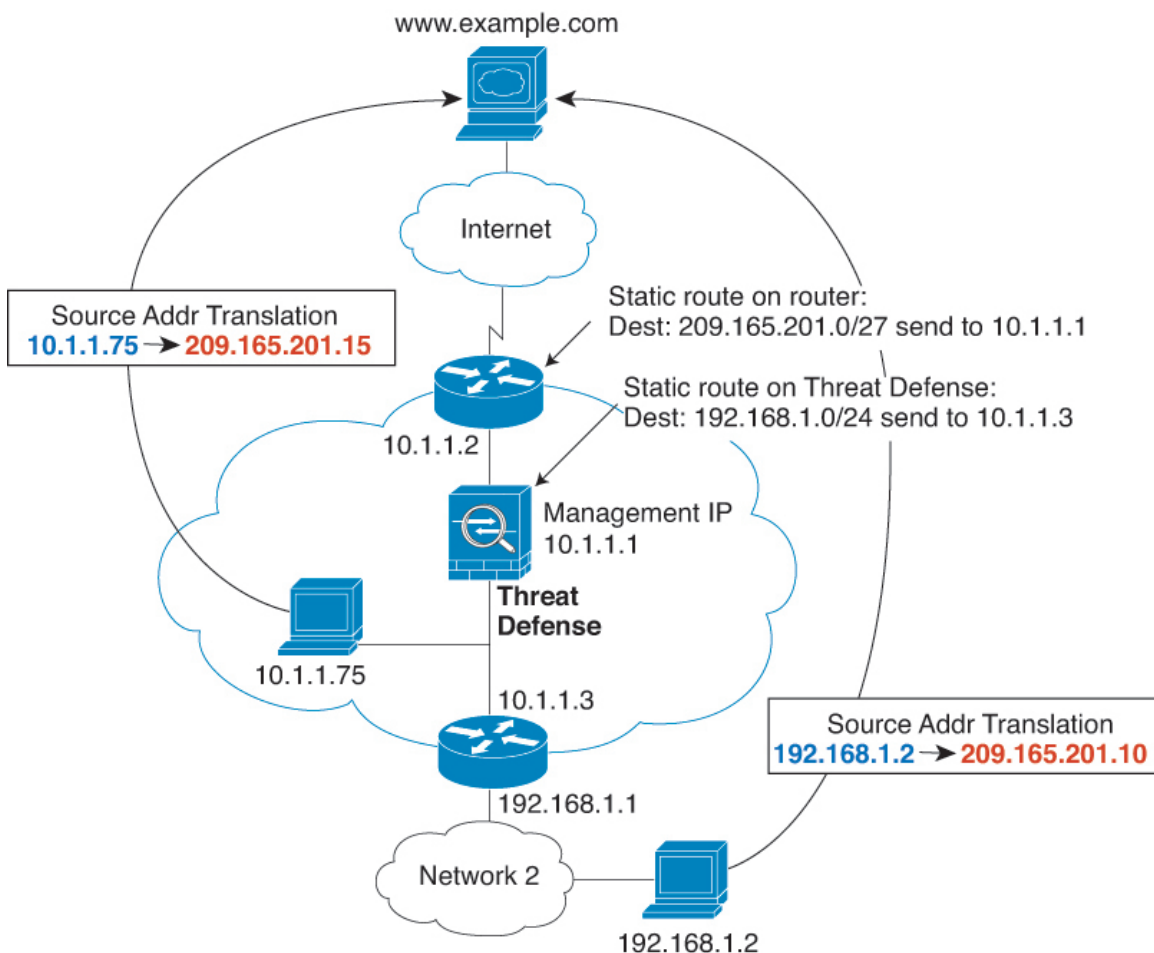 www.example.com
Internet
Source Addr Translation
10.1.1.75 → 209.165.201.15
Static route on router:
Dest: 209.165.201.0/27 send to 10.1.1.1
Static route on Threat Defense:
Dest: 192.168.1.0/24 send to 10.1.1.3
10.1.1.2
Management IP
10.1.1.1
Threat
Defense
10.1.1.75
10.1.1.3
Source Addr Translation
192.168.1.2 → 209.165.201.10
192.168.1.1
Network 2
192.168.1.2